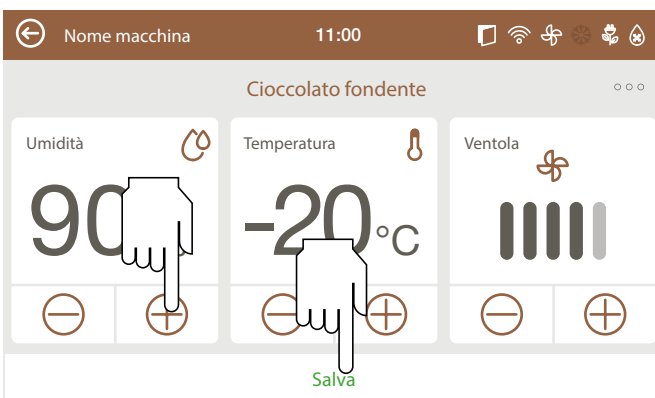 Nome macchina
11:00
Cioccolato fondente
Umidità
Temperatura
Ventola
90
-20 °C
Salva